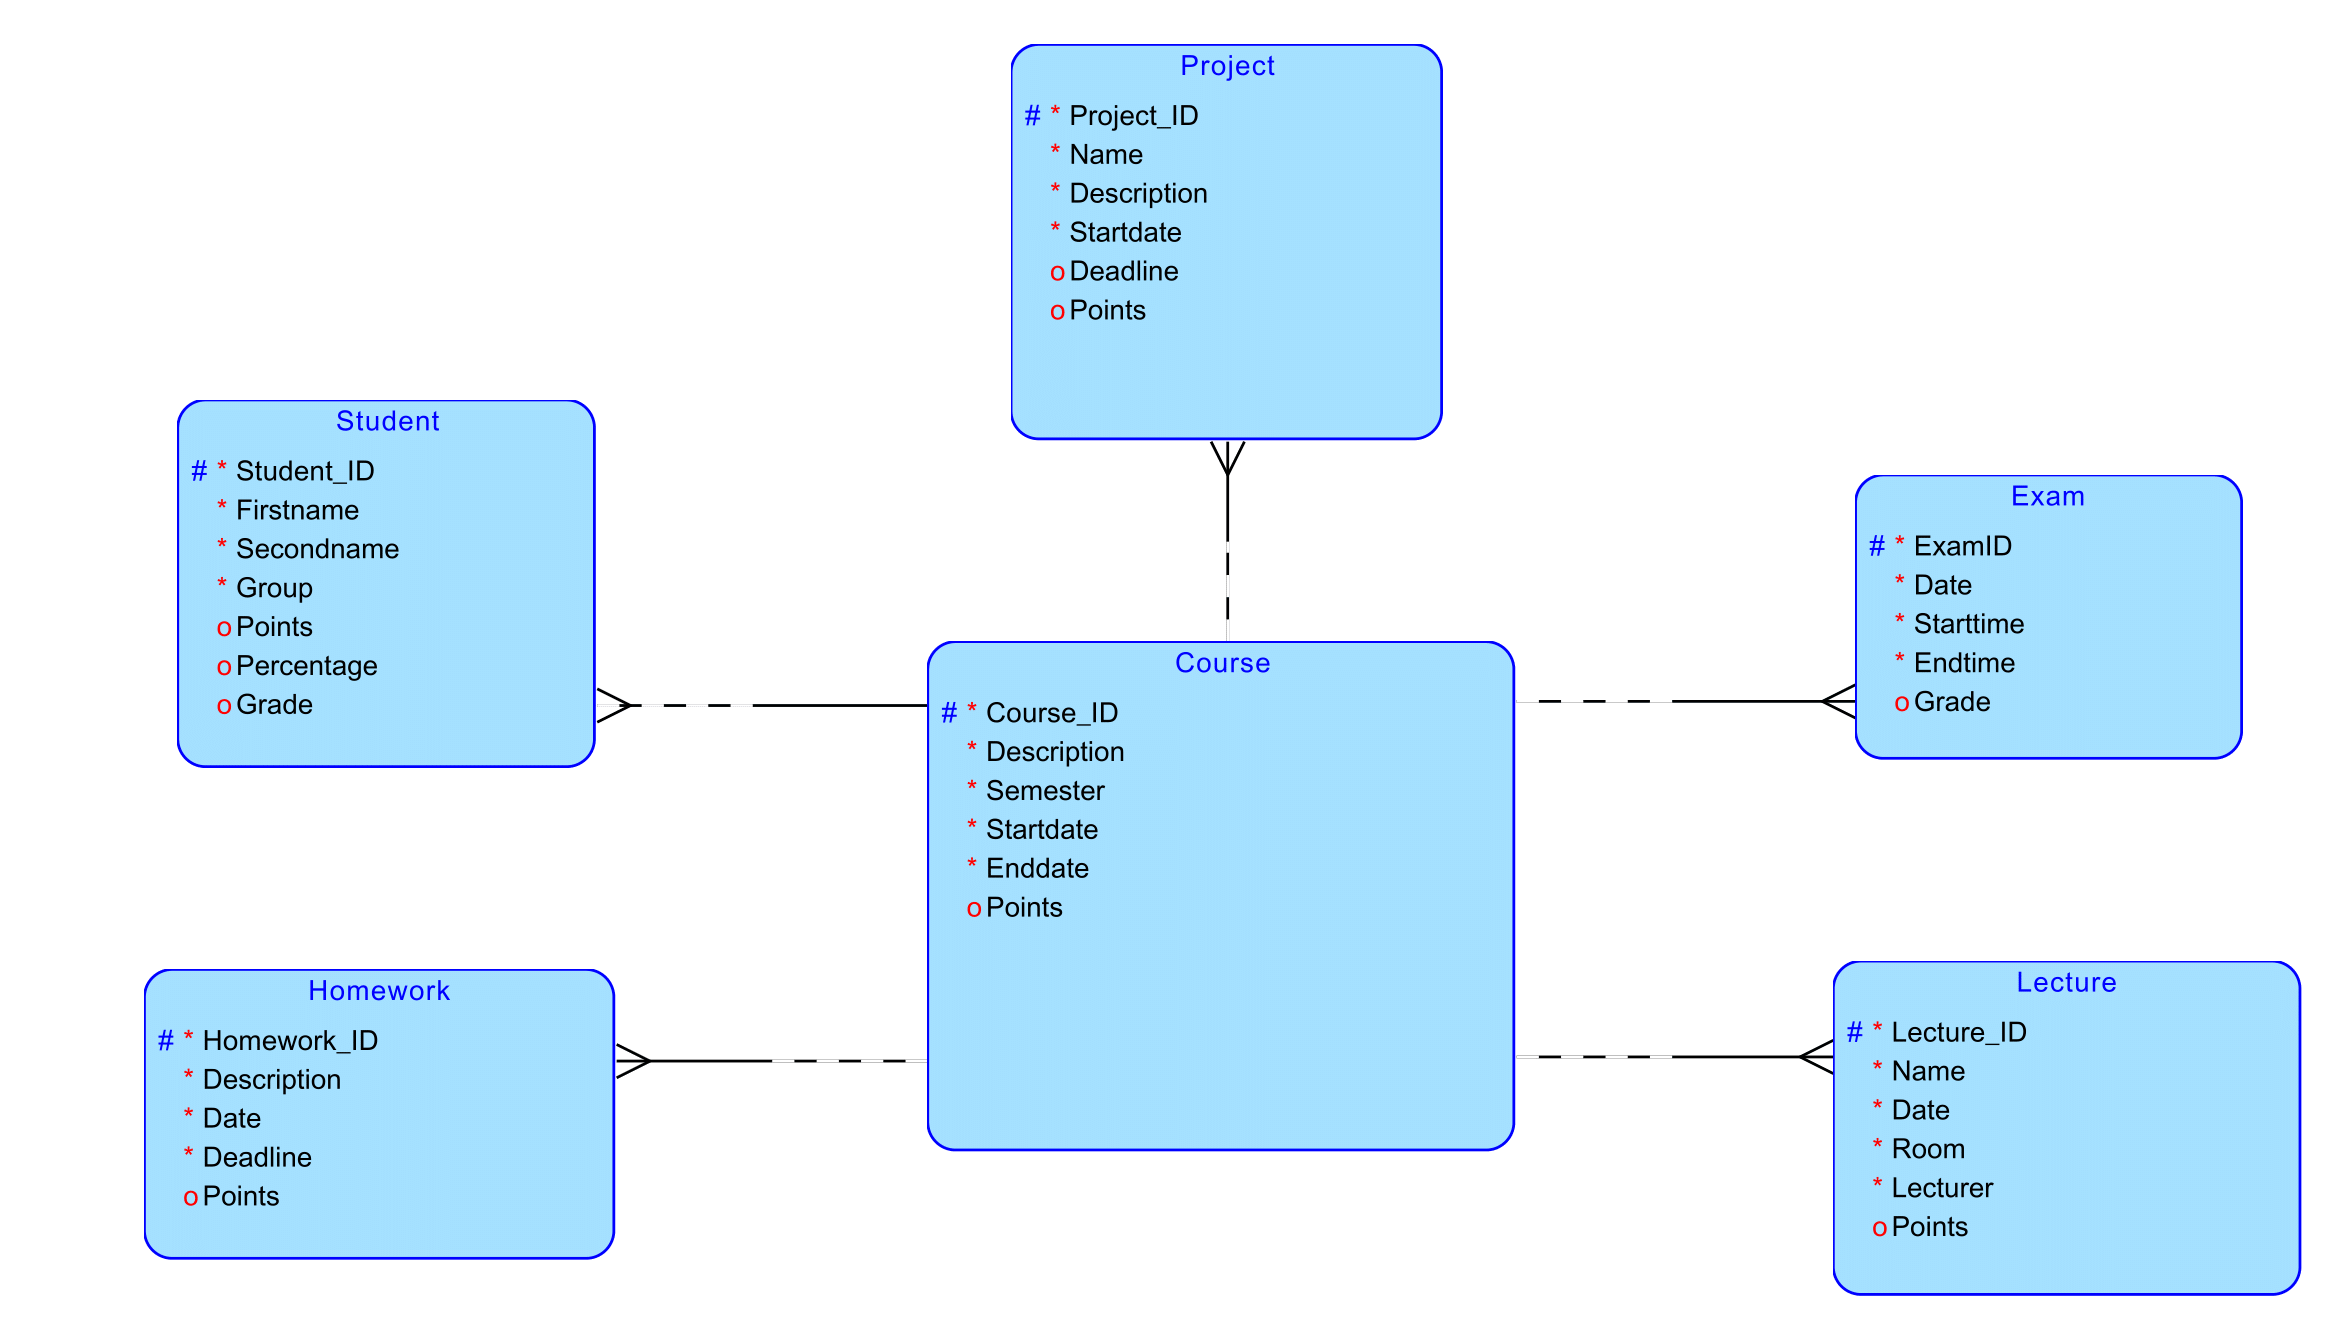 Project
# * Project_ID
* Name
* Description
* Startdate
o Deadline
o Points
Student
# * Student_ID
* Firstname
* Secondname
* Group
o Points
o Percentage
o Grade
Exam
# * ExamID
* Date
* Starttime
* Endtime
o Grade
Course
# * Course_ID
* Description
* Semester
* Startdate
* Enddate
o Points
Homework
# * Homework_ID
* Description
* Date
* Deadline
o Points
Lecture
# * Lecture_ID
* Name
* Date
* Room
* Lecturer
o Points